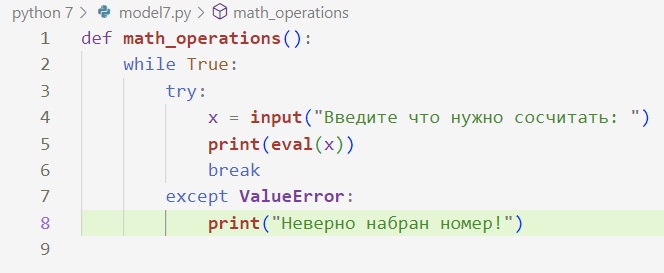 python 7 > model7.py > math_operations
1 def math_operations():
2 while True:
3 try:
4 x = input("Введите что нужно сосчитать: ")
5 print(eval(x))
6 break
7 except ValueError:
8 print("Неверно набран номер!")
9